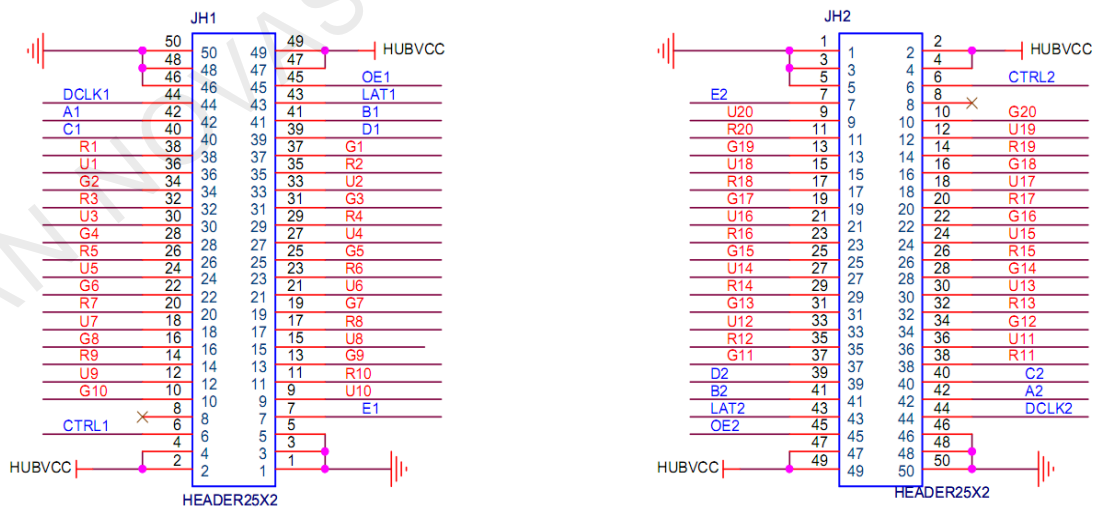 AN NOVAS
JH1
50 50 49 49 HUBVCC
48 48 47 47
46 46 45 45 OE1
DCLK1 44 44 43 43 LAT1
A1 42 42 41 41 B1
C1 40 40 39 39 D1
R1 38 38 37 37 G1
U1 36 36 35 35 R2
G2 34 34 33 33 U2
R3 32 32 31 31 G3
U3 30 30 29 29 R4
G4 28 28 27 27 U4
R5 26 26 25 25 G5
U5 24 24 23 23 R6
G6 22 22 21 21 U6
R7 20 20 19 19 G7
U7 18 18 17 17 R8
G8 16 16 15 15 U8
R9 14 14 13 13 G9
U9 12 12 11 11 R10
G10 10 10 9 9 U10
8 8 7 7 E1
CTRL1 6 6 5 5
4 4 3 3
HUBVCC 2 2 1 1
HEADER25X2
JH2
1 1 2 2 HUBVCC
3 3 4 4
5 5 6 6 CTRL2
E2 7 7 8 8
U20 9 9 10 10 G20
R20 11 11 12 12 U19
G19 13 13 14 14 R19
U18 15 15 16 16 G18
R18 17 17 18 18 U17
G17 19 19 20 20 R17
U16 21 21 22 22 G16
R16 23 23 24 24 U15
G15 25 25 26 26 R15
U14 27 27 28 28 G14
R14 29 29 30 30 U13
G13 31 31 32 32 R13
U12 33 33 34 34 G12
R12 35 35 36 36 U11
G11 37 37 38 38 R11
D2 39 39 40 40 C2
B2 41 41 42 42 A2
LAT2 43 43 44 44 DCLK2
OE2 45 45 46 46
47 47 48 48
HUBVCC 49 49 50 50
HEADER25X2